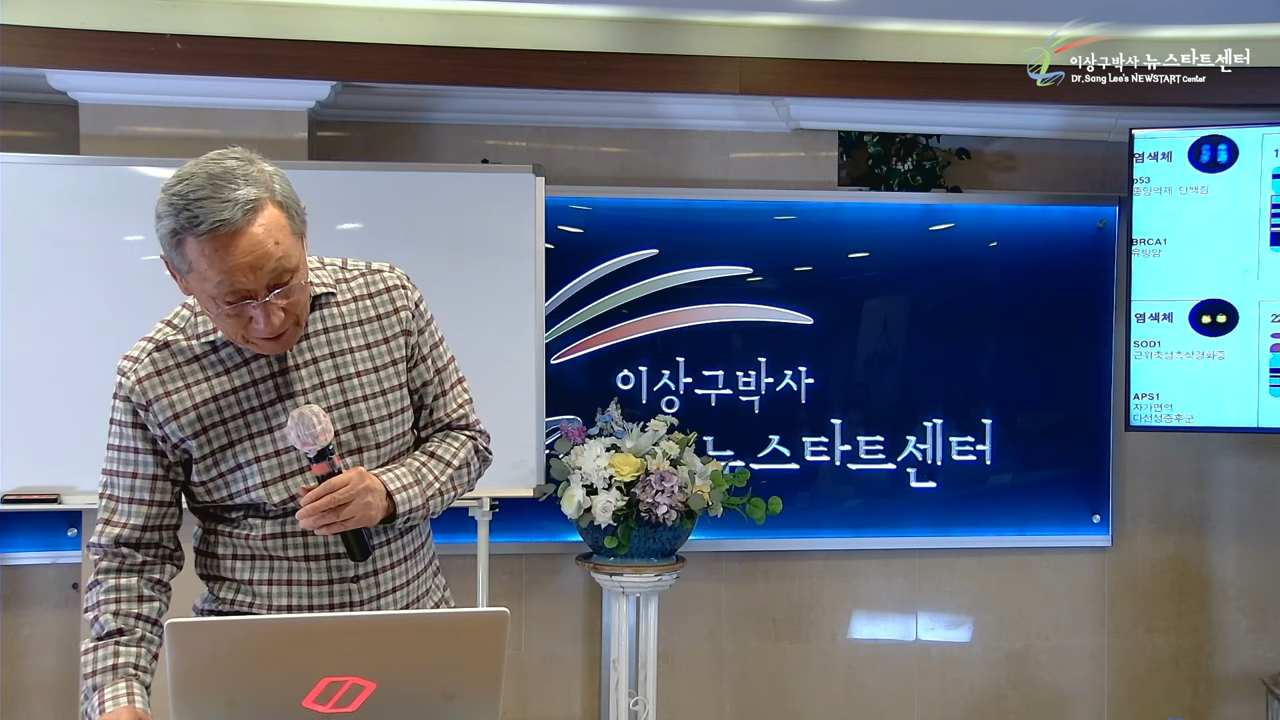 이상구박사 뉴스타트센터
Dr. Sang Lee's NEWSTART Center
염색체
p53
종양억제 단백질
BRCA1
유방암
염색체
22
SOD1
근위축성측삭경화증
APS1
자가면역
다선성증후군
이상구박사
뉴스타트센터